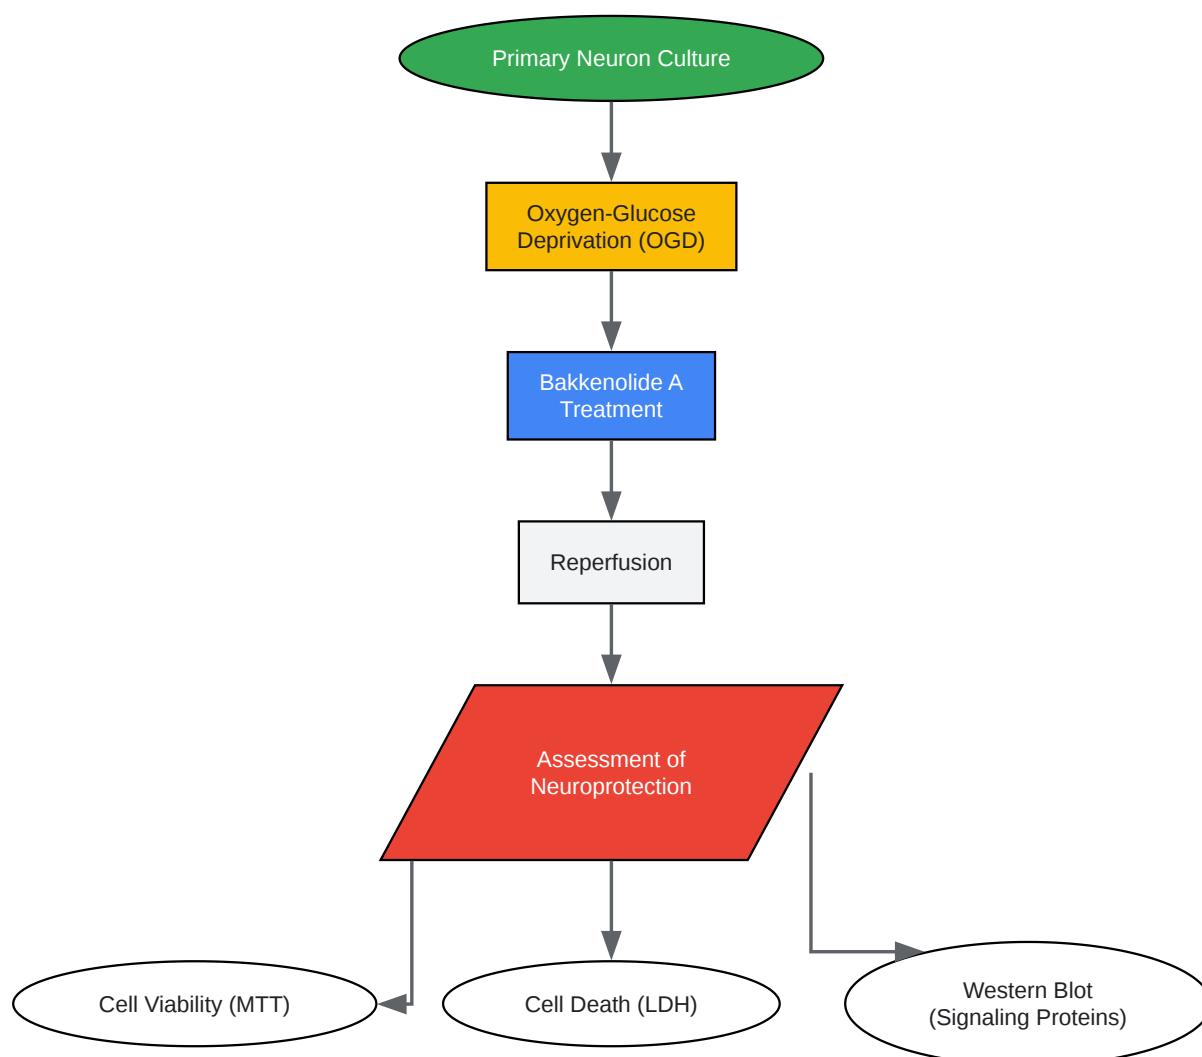 Primary Neuron Culture
Oxygen-Glucose
Deprivation (OGD)
Bakkenolide A
Treatment
Reperfusion
Assessment of
Neuroprotection
Cell Viability (MTT)
Cell Death (LDH)
Western Blot
(Signaling Proteins)